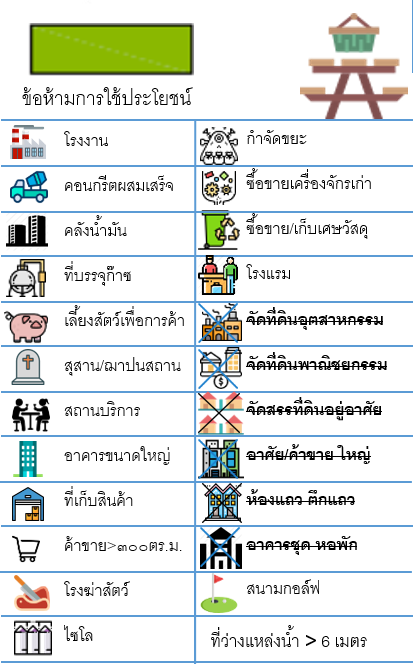 ข้อห้ามการใช้ประโยชน์
โรงงาน
กำจัดขยะ
คอนกรีตผสมเสร็จ
ซื้อขายเครื่องจักรเก่า
คลังน้ำมัน
ซื้อขาย/เก็บเศษวัสดุ
ที่บรรจุก๊าซ
โรงแรม
เลี้ยงสัตว์เพื่อการค้า
จัดที่ดินอุตสาหกรรม
สุสาน/ฌาปนสถาน
จัดที่ดินพาณิชยกรรม
สถานบริการ
จัดสรรที่ดินอยู่อาศัย
อาคารขนาดใหญ่
อาศัย/ค้าขาย ใหญ่
ที่เก็บสินค้า
ห้องแถว ตึกแถว
ค้าขาย>๓๐๐ตร.ม.
อาคารชุด หอพัก
โรงฆ่าสัตว์
สนามกอล์ฟ
ไซโล
ที่ว่างแหล่งน้ำ > 6 เมตร